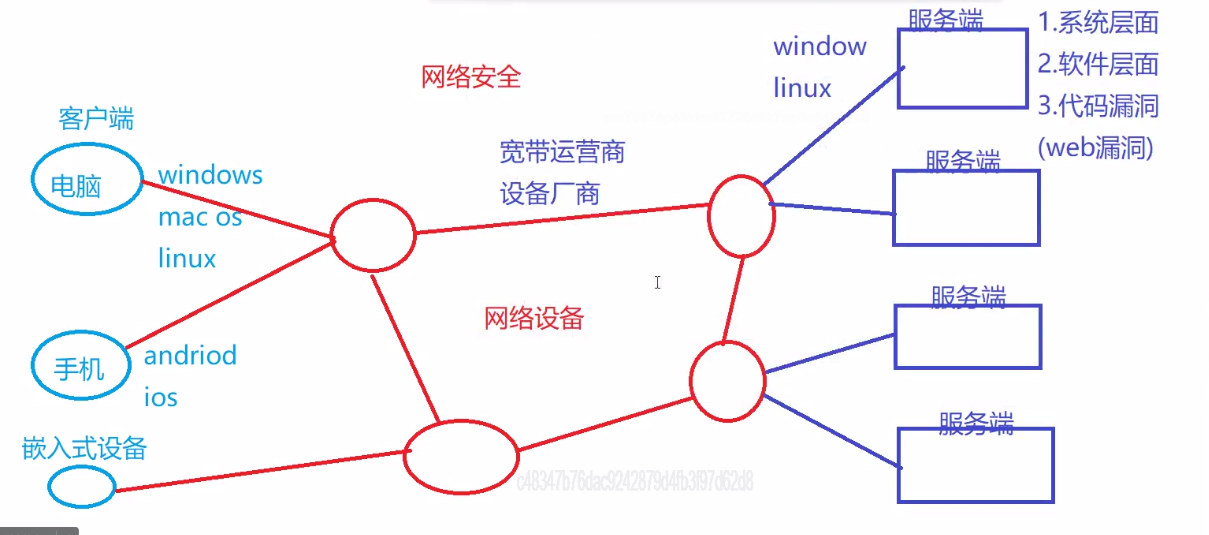 网络安全
客户端
电脑
windows
mac os
linux
手机
andriod
ios
嵌入式设备
宽带运营商
设备厂商
网络设备
window
linux
服务端
服务端
服务端
服务端
1.系统层面
2.软件层面
3.代码漏洞
(web漏洞)
c48347b76dac9242879d4fb3f97d62d8